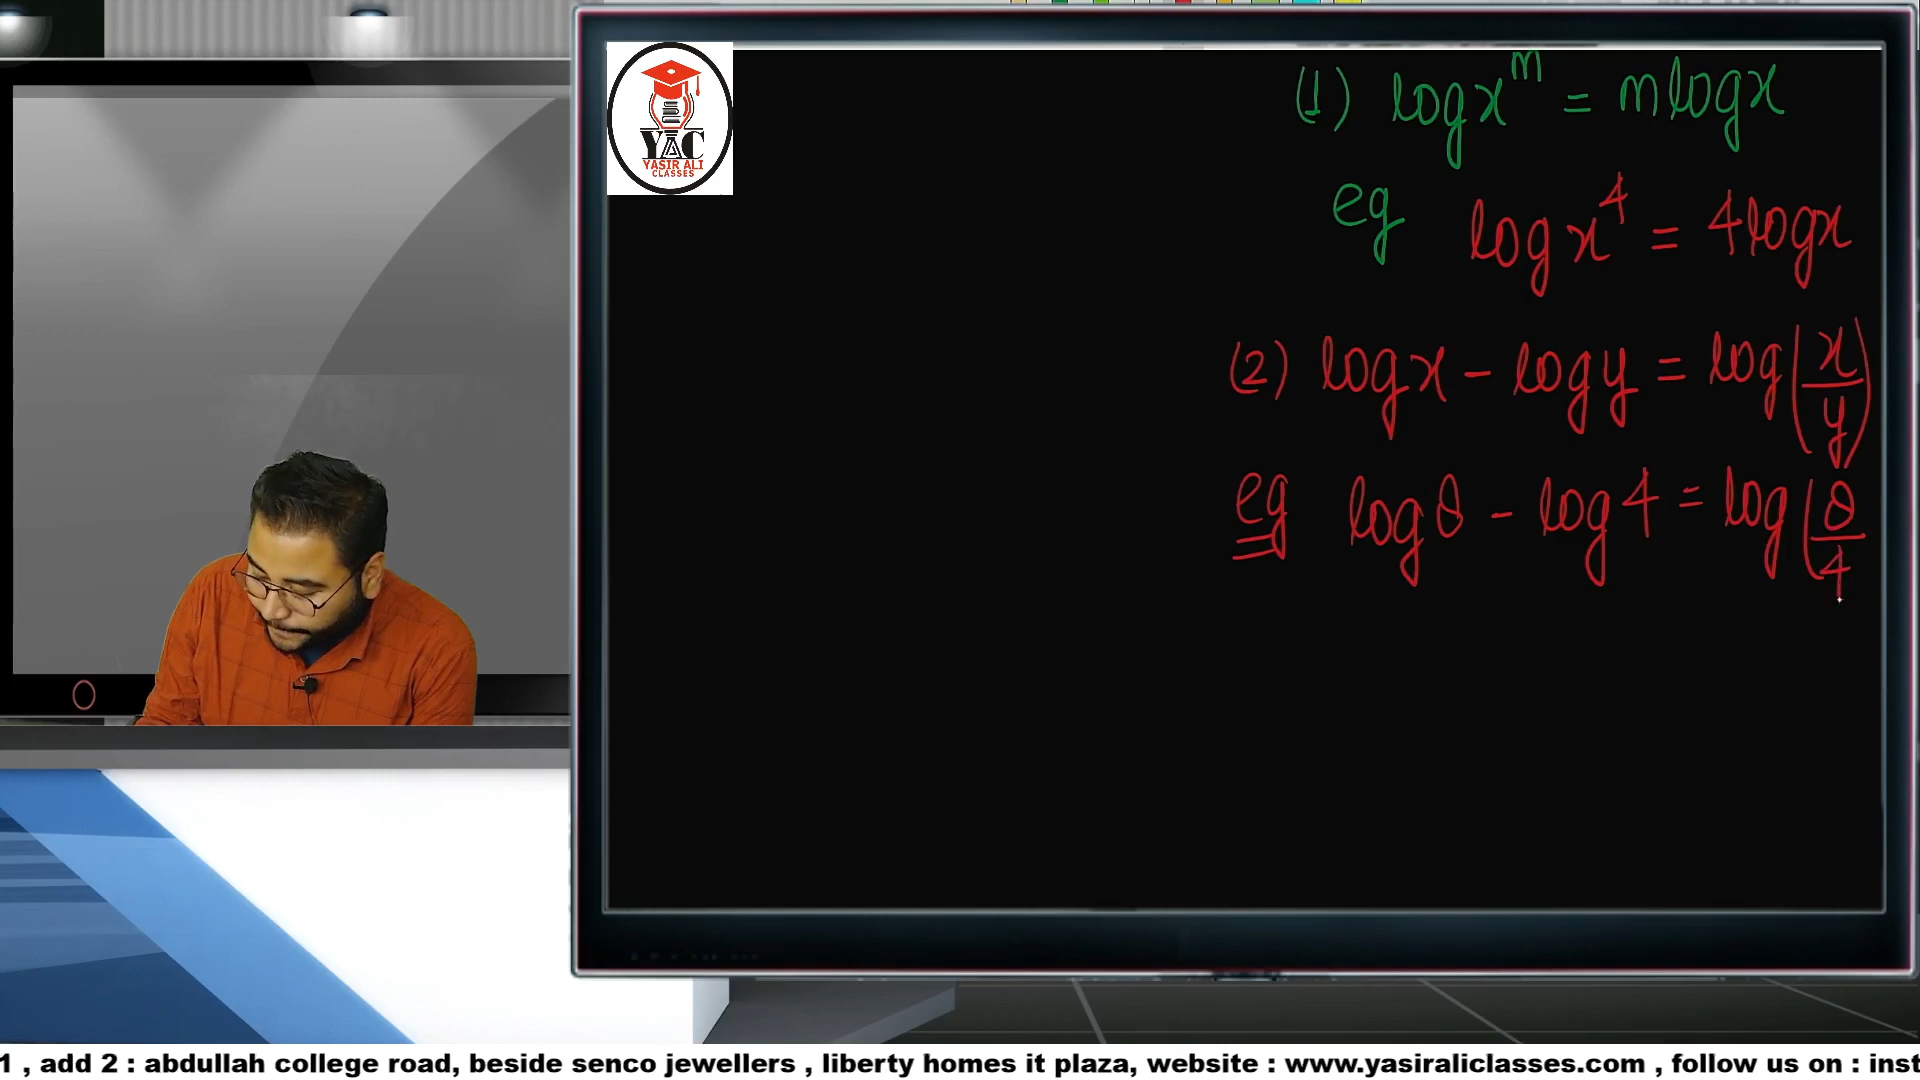 YAC
YASIR ALI
CLASSES
(1) log x^m = m log x
eg log x^4 = 4 log x
(2) log x - log y = log(x/y)
eg log 8 - log 4 = log(8/4
1 , add 2 : abdullah college road, beside senco jewellers , liberty homes it plaza, website : www.yasiraliclasses.com , follow us on : inst